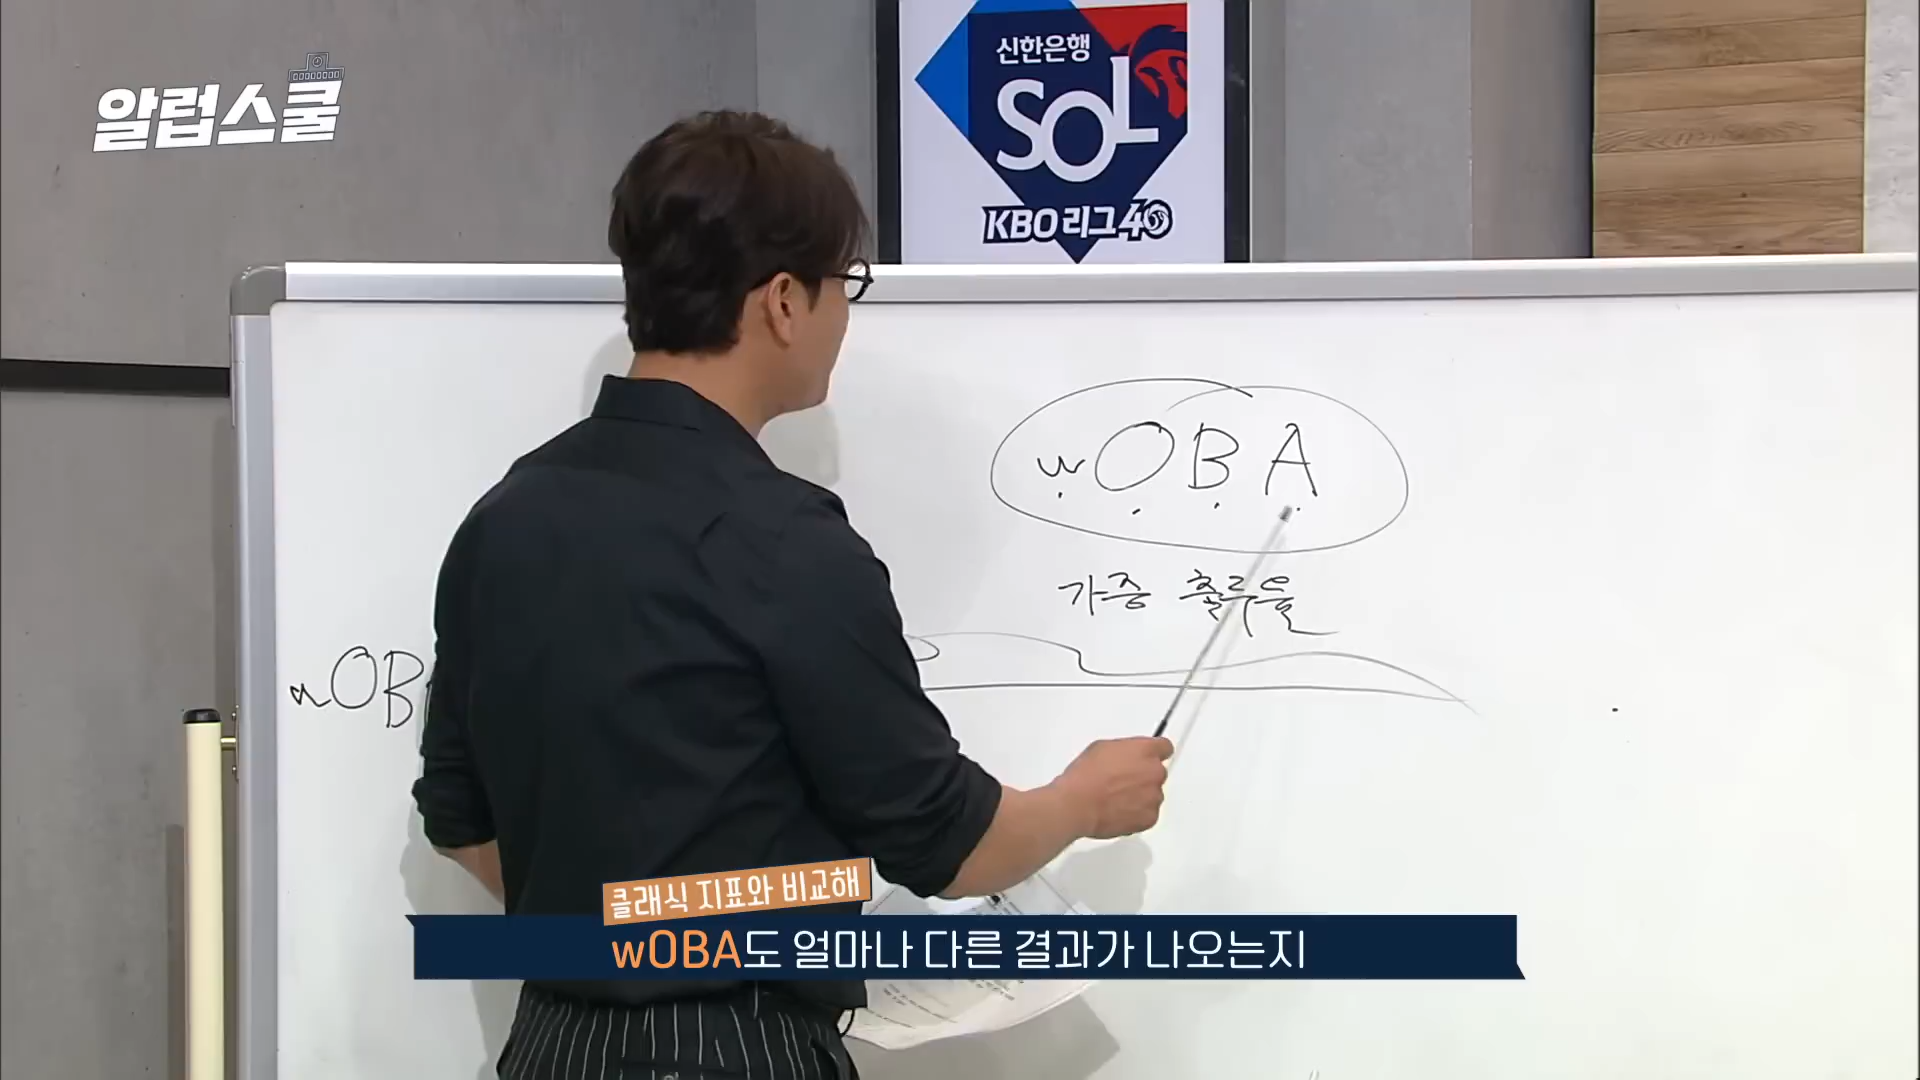 알럽스쿨
신한은행
SOL
KBO 리그 40
wOBA
가중 출루율
wOB
클래식 지표와 비교해
wOBA도 얼마나 다른 결과가 나오는지